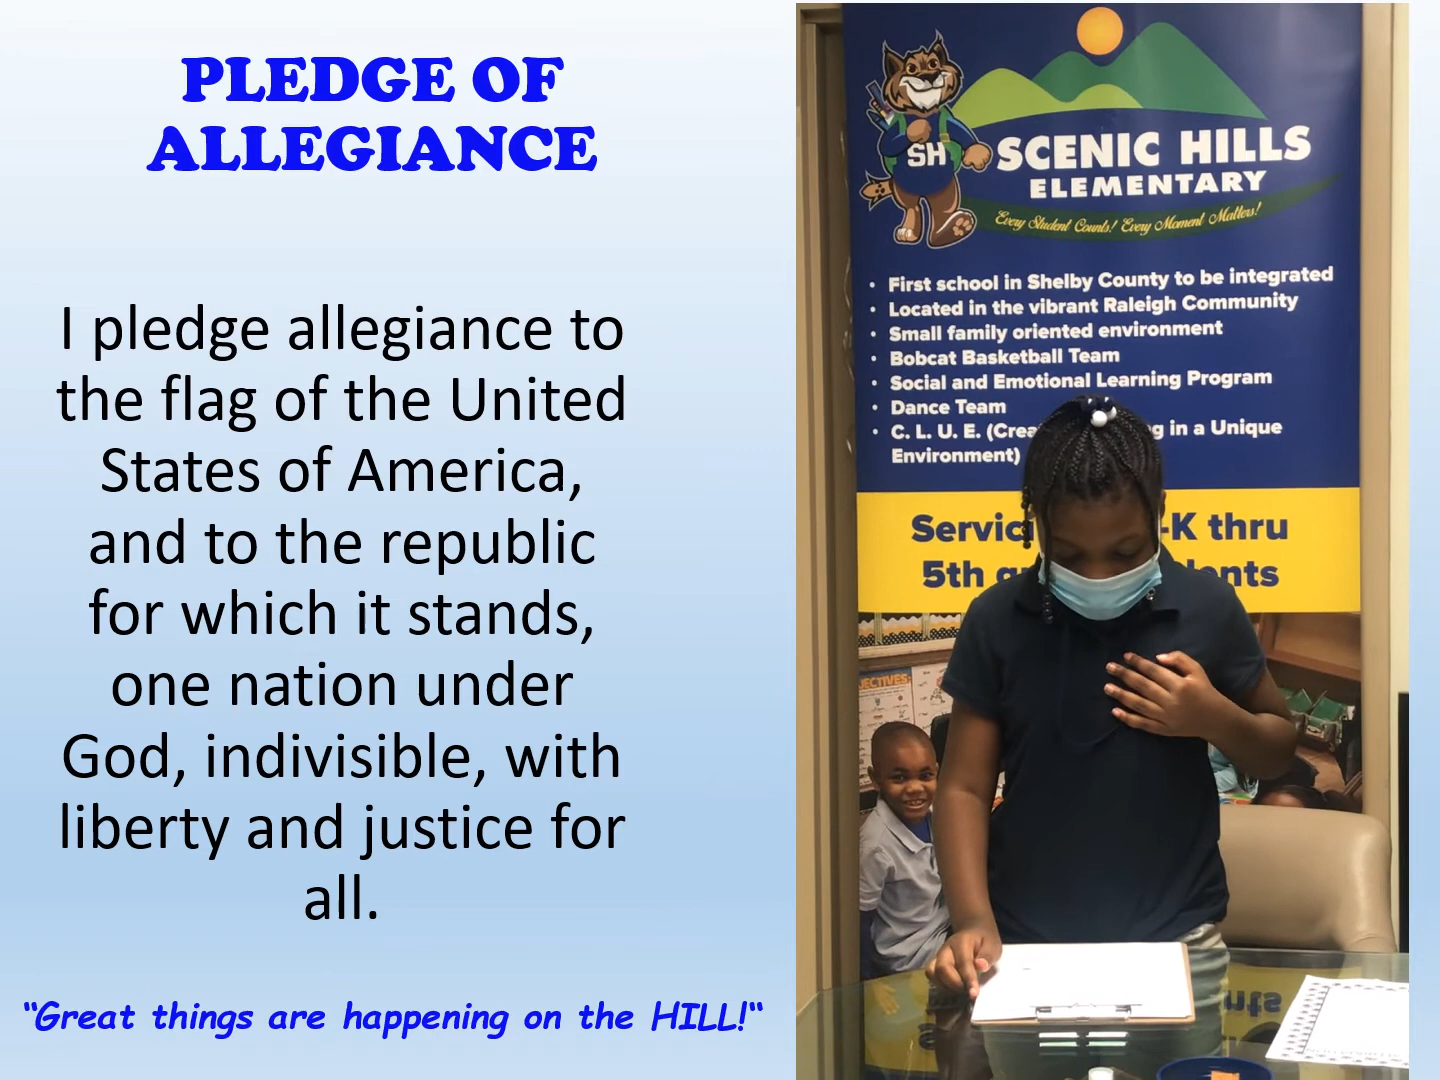 PLEDGE OF
ALLEGIANCE
I pledge allegiance to
the flag of the United
States of America,
and to the republic
for which it stands,
one nation under
God, indivisible, with
liberty and justice for
all.
“Great things are happening on the HILL!“
SH
SCENIC HILLS
ELEMENTARY
Every Student Counts! Every Moment Matters!
• First school in Shelby County to be integrated
• Located in the vibrant Raleigh Community
• Small family oriented environment
• Bobcat Basketball Team
• Social and Emotional Learning Program
• Dance Team
• C. L. U. E. (Crea g in a Unique
Environment)
Servici -K thru
5th g ents
JECTIVES